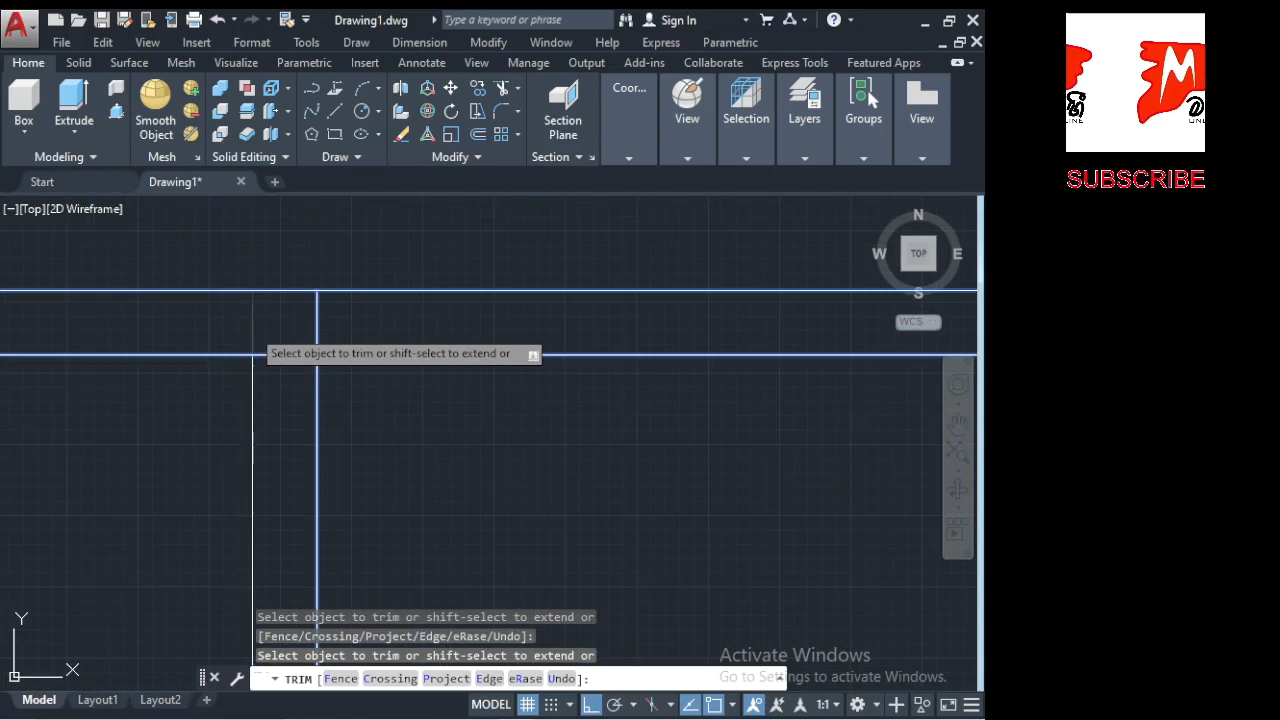 Drawing1.dwg
Type a keyword or phrase
Sign In
File Edit View Insert Format Tools Draw Dimension Modify Window Help Express Parametric
Home Solid Surface Mesh Visualize Parametric Insert Annotate View Manage Output Add-ins Collaborate Express Tools Featured Apps
Box
Extrude
Smooth
Object
Section
Plane
Coor...
View
Selection
Layers
Groups
View
Modeling
Mesh
Solid Editing
Draw
Modify
Section
Start
Drawing1*
[−][Top][2D Wireframe]
N
W
TOP
E
S
WCS
Select object to trim or shift-select to extend or
Y
X
Select object to trim or shift-select to extend or
[Fence/Crossing/Project/Edge/eRase/Undo]:
Select object to trim or shift-select to extend or
TRIM [Fence Crossing Project Edge eRase Undo]:
Activate Windows
Go to Settings to activate Windows.
Model
Layout1
Layout2
MODEL
1:1
SUBSCRIBE